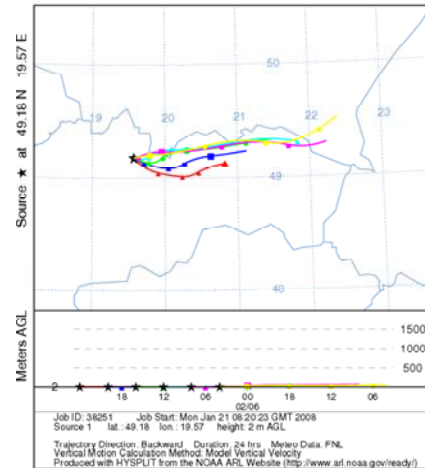 Source ★ at 49.18 N 19.57 E
50
19 20 21 22 23
49
48
Meters AGL
1500
1000
500
2
18 12 06 00 18 12 06
02/06
Job ID: 38251 Job Start: Mon Jan 21 08:20:23 GMT 2008
Source 1 lat.: 49.18 lon.: 19.57 height: 2 m AGL
Trajectory Direction: Backward Duration: 24 hrs Meteo Data: FNL
Vertical Motion Calculation Method: Model Vertical Velocity
Produced with HYSPLIT from the NOAA ARL Website (http://www.arl.noaa.gov/ready/)